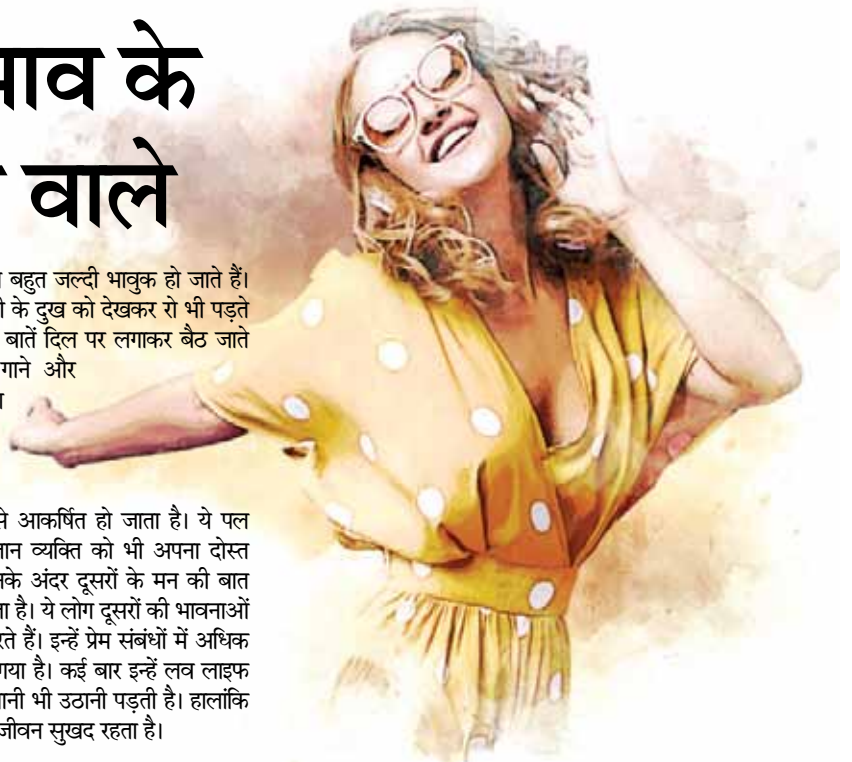 के
वाले
बहुत जल्दी भावुक हो जाते हैं।
के दुख को देखकर रो भी पड़ते
बातें दिल पर लगाकर बैठ जाते
गाने और
आकर्षित हो जाता है। ये पल
व्यक्ति को भी अपना दोस्त
अंदर दूसरों के मन की बात
है। ये लोग दूसरों की भावनाओं
हैं। इन्हें प्रेम संबंधों में अधिक
गया है। कई बार इन्हें लव लाइफ
भी उठानी पड़ती है। हालांकि
जीवन सुखद रहता है।